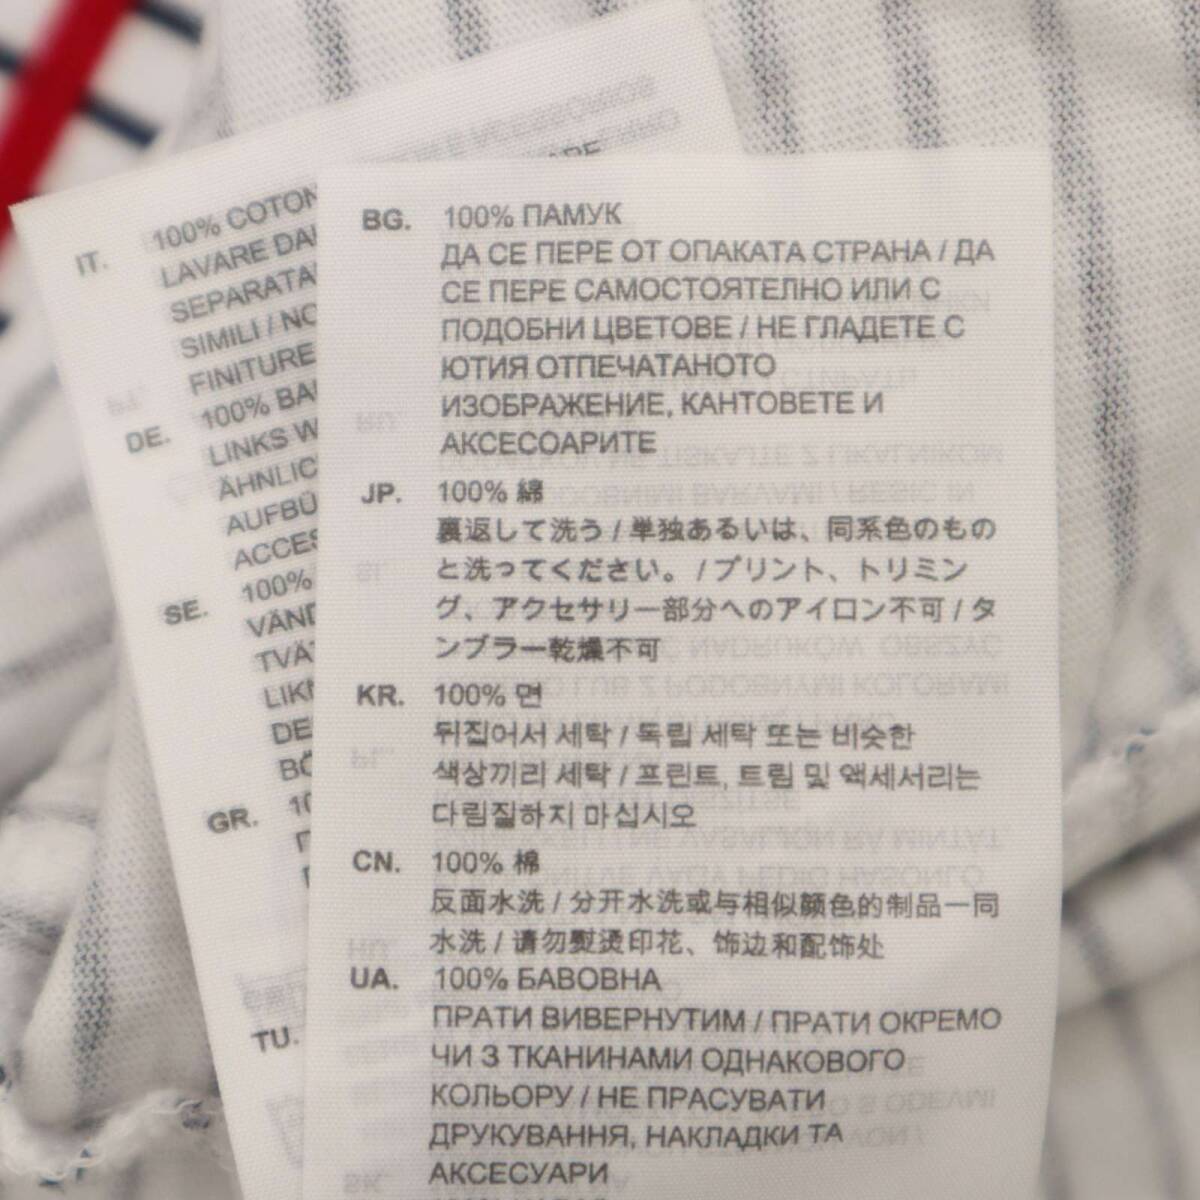 IT. 100% COTON
LAVARE DAL
SEPARATA
SIMILI / NO
FINITURE
DE. 100% BA
LINKS W
ÄHNLIC
AUFBÜ
ACCES
SE. 100%
VÄND
TVÄT
LIKN
DE
BÖ
GR. 10
TU.
BG. 100% ПАМУК
ДА СЕ ПЕРЕ ОТ ОПАКАТА СТРАНА / ДА
СЕ ПЕРЕ САМОСТОЯТЕЛНО ИЛИ С
ПОДОБНИ ЦВЕТОВЕ / НЕ ГЛАДЕТЕ С
ЮТИЯ ОТПЕЧАТАНОТО
ИЗОБРАЖЕНИЕ, КАНТОВЕТЕ И
АКСЕСОАРИТЕ
JP. 100% 綿
裏返して洗う / 単独あるいは、同系色のもの
と洗ってください。 / プリント、トリミン
グ、アクセサリー部分へのアイロン不可 / タ
ンブラー乾燥不可
KR. 100% 면
뒤집어서 세탁 / 독립 세탁 또는 비슷한
색상끼리 세탁 / 프린트, 트림 및 액세서리는
다림질하지 마십시오
CN. 100% 棉
反面水洗 / 分开水洗或与相似颜色的制品一同
水洗 / 请勿熨烫印花、饰边和配饰处
UA. 100% БАВОВНА
ПРАТИ ВИВЕРНУТИМ / ПРАТИ ОКРЕМО
ЧИ З ТКАНИНАМИ ОДНАКОВОГО
КОЛЬОРУ / НЕ ПРАСУВАТИ
ДРУКУВАННЯ, НАКЛАДКИ ТА
АКСЕСУАРИ